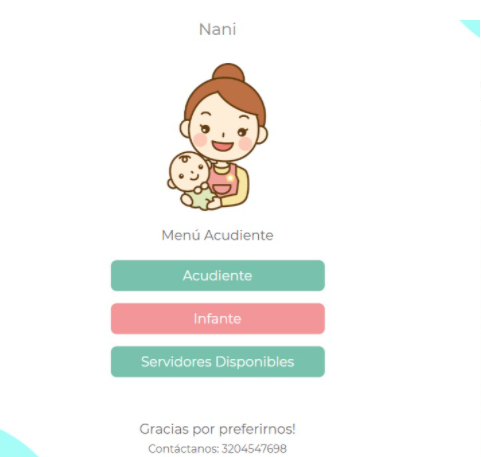 Nani
Menú Acudiente
Acudiente
Infante
Servidores Disponibles
Gracias por preferirnos!
Contáctanos: 3204547698